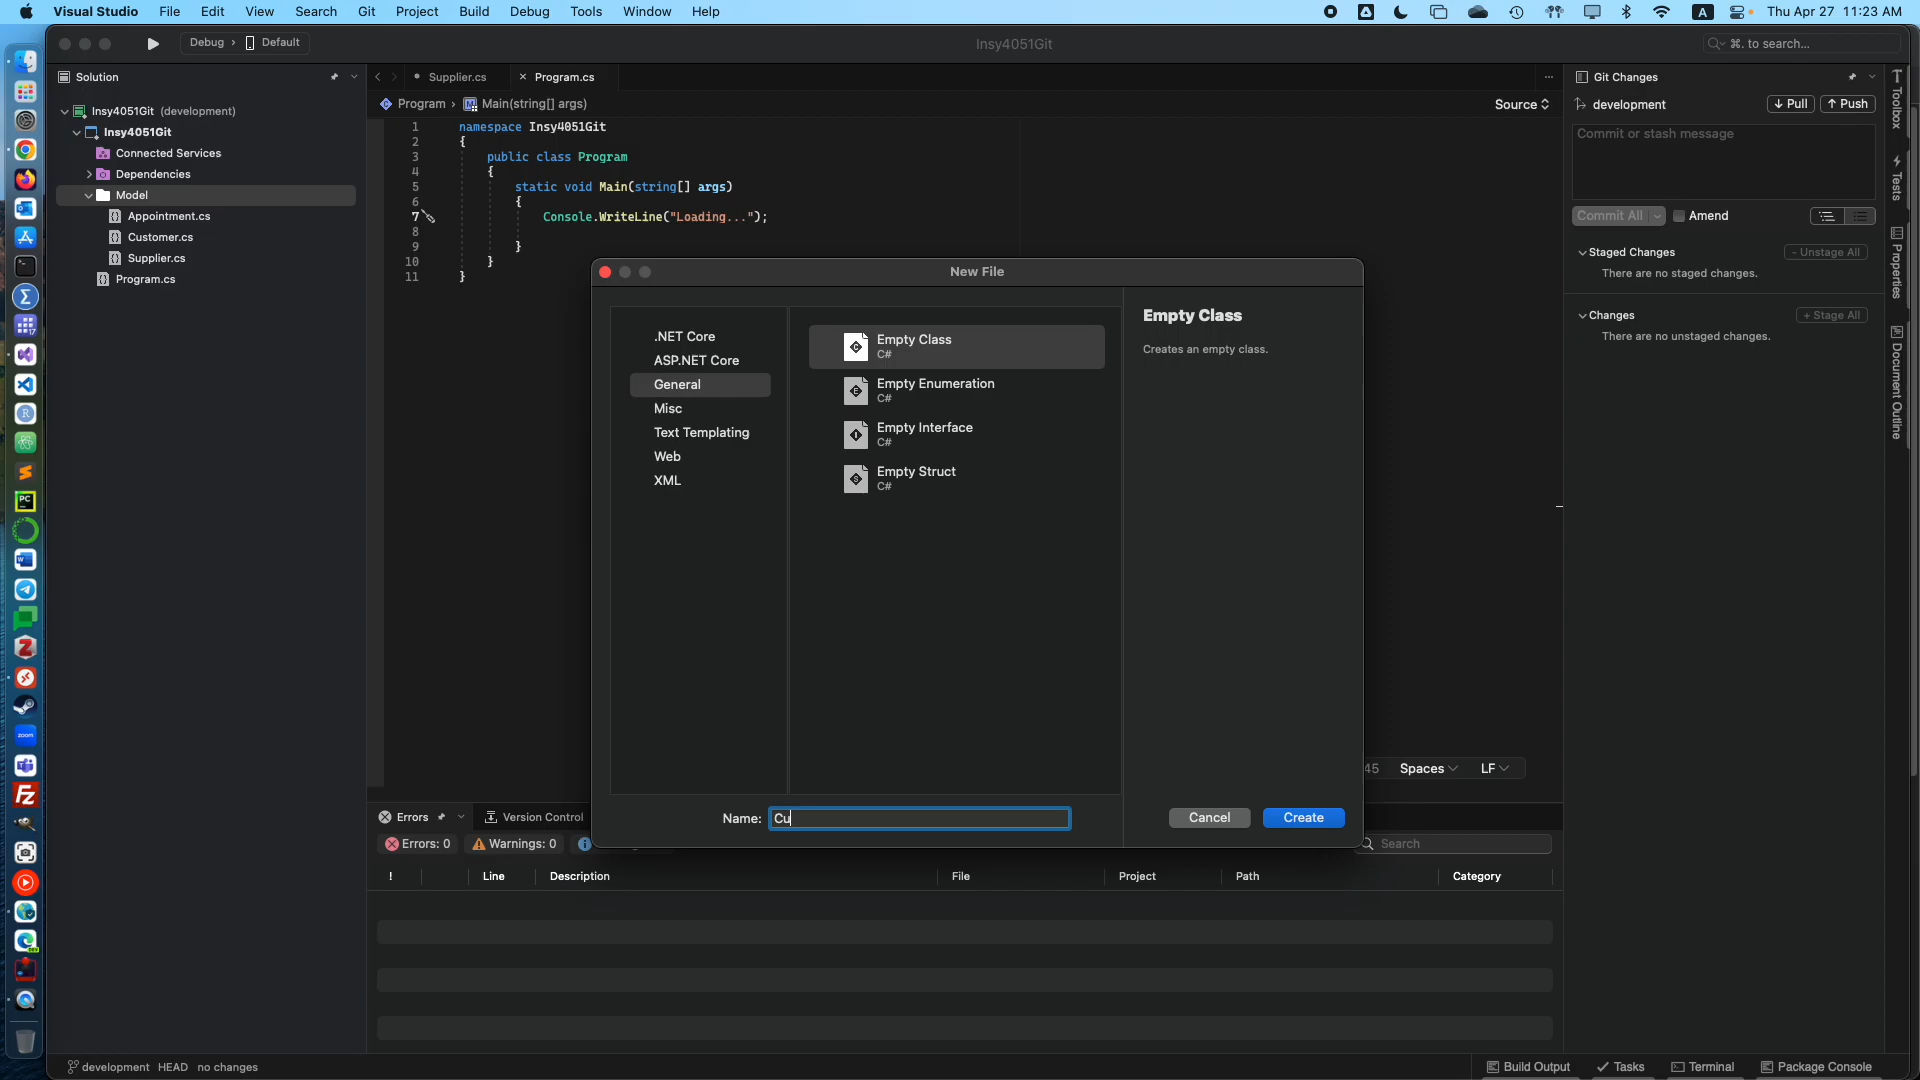 Visual Studio File Edit View Search Git Project Build Debug Tools Window Help
A Thu Apr 27 11:23 AM
Debug › Default
Insy4051Git
⌘. to search...
Solution
Supplier.cs
Program.cs
Git Changes
Program › Main(string[] args)
Source
Insy4051Git (development)
Insy4051Git
Connected Services
Dependencies
Model
Appointment.cs
Customer.cs
Supplier.cs
Program.cs
1 namespace Insy4051Git
2 {
3 public class Program
4 {
5 static void Main(string[] args)
6 {
7 Console.WriteLine("Loading...");
8
9 }
10 }
11 }
development
Pull
Push
Commit or stash message
Commit All
Amend
Staged Changes
- Unstage All
There are no staged changes.
Changes
+ Stage All
There are no unstaged changes.
Toolbox
Tests
Properties
Document Outline
New File
.NET Core
ASP.NET Core
General
Misc
Text Templating
Web
XML
Empty Class
C#
Empty Enumeration
C#
Empty Interface
C#
Empty Struct
C#
Empty Class
Creates an empty class.
Name: Cu
Cancel
Create
45 Spaces LF
Errors
Version Control
Errors: 0
Warnings: 0
Search
! Line Description File Project Path Category
development HEAD no changes
Build Output
Tasks
Terminal
Package Console
PC
zoom
17